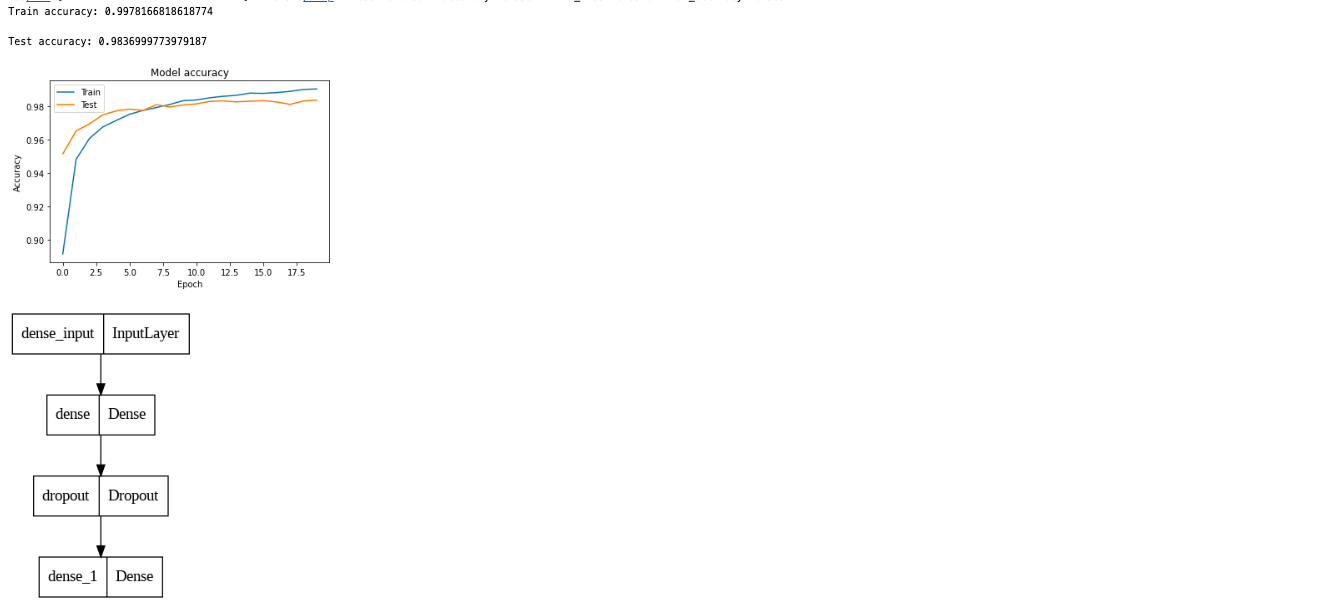 Train accuracy: 0.9978166818618774
Test accuracy: 0.9836999773979187
Model accuracy
Train
Test
0.98
0.96
0.94
0.92
0.90
Accuracy
0.0 2.5 5.0 7.5 10.0 12.5 15.0 17.5
Epoch
dense_input InputLayer
dense Dense
dropout Dropout
dense_1 Dense